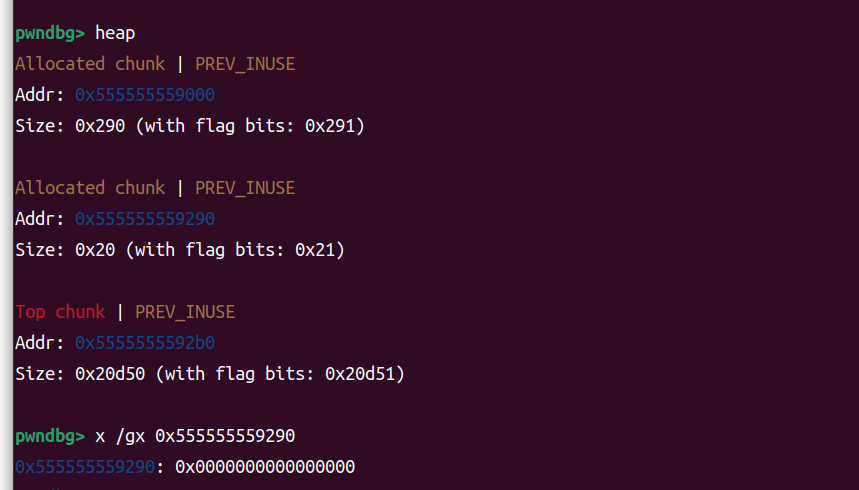 pwndbg> heap
Allocated chunk | PREV_INUSE
Addr: 0x555555559000
Size: 0x290 (with flag bits: 0x291)
Allocated chunk | PREV_INUSE
Addr: 0x555555559290
Size: 0x20 (with flag bits: 0x21)
Top chunk | PREV_INUSE
Addr: 0x5555555592b0
Size: 0x20d50 (with flag bits: 0x20d51)
pwndbg> x /gx 0x555555559290
0x555555559290: 0x0000000000000000